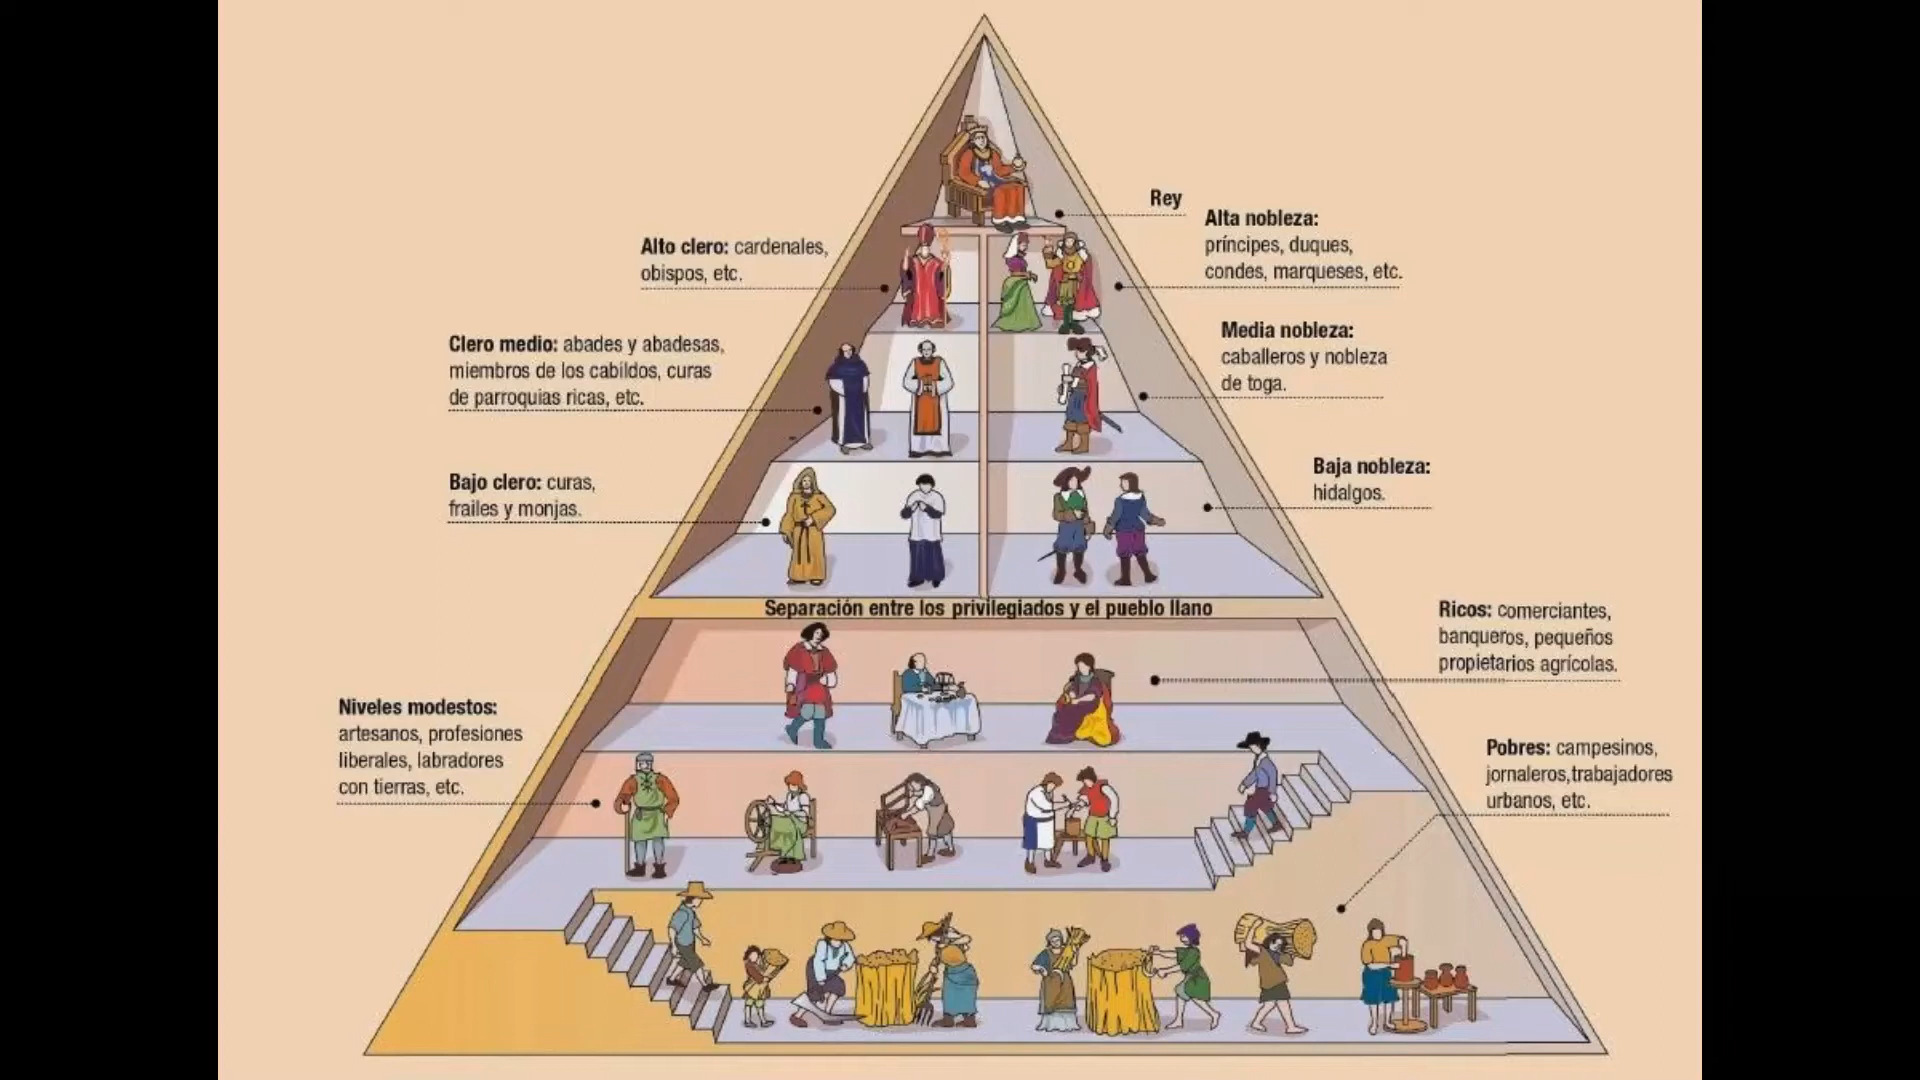 Rey
Alta nobleza:
príncipes, duques,
condes, marqueses, etc.
Alto clero: cardenales,
obispos, etc.
Media nobleza:
caballeros y nobleza
de toga.
Clero medio: abades y abadesas,
miembros de los cabildos, curas
de parroquias ricas, etc.
Baja nobleza:
hidalgos.
Bajo clero: curas,
frailes y monjas.
Separación entre los privilegiados y el pueblo llano
Ricos: comerciantes,
banqueros, pequeños
propietarios agrícolas.
Niveles modestos:
artesanos, profesiones
liberales, labradores
con tierras, etc.
Pobres: campesinos,
jornaleros,trabajadores
urbanos, etc.